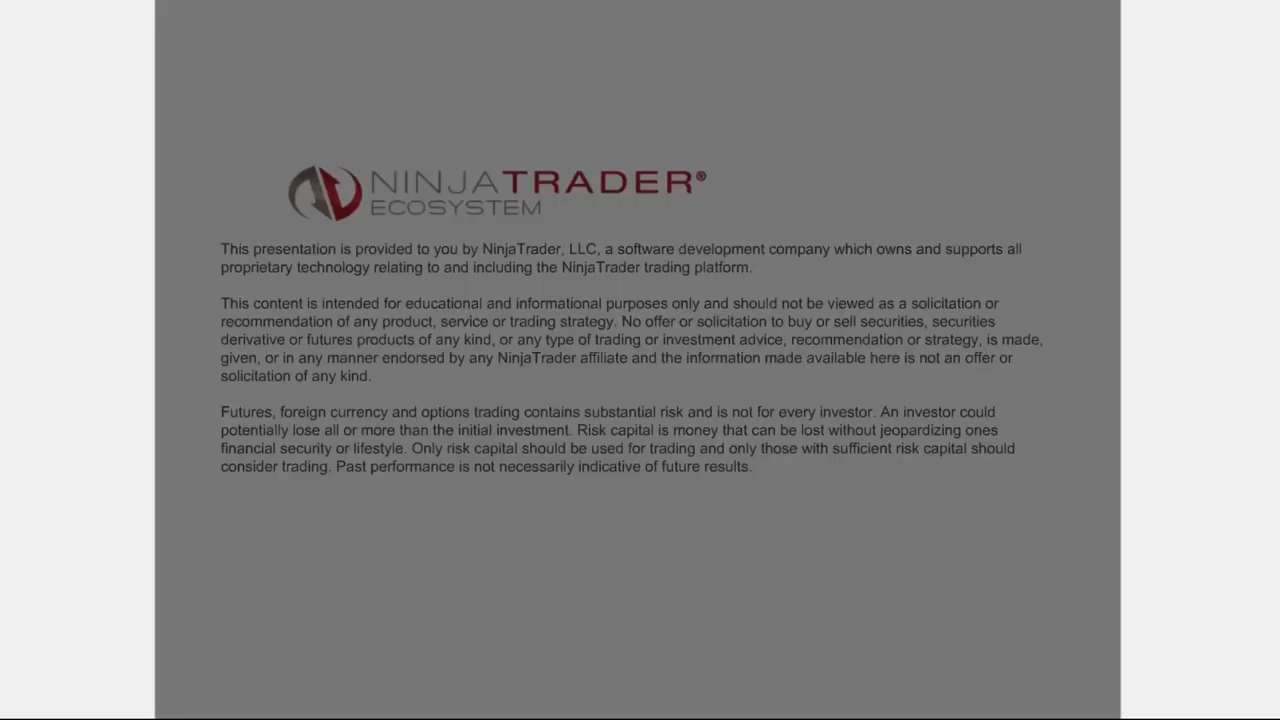 NINJATRADER®
ECOSYSTEM
This presentation is provided to you by NinjaTrader, LLC, a software development company which owns and supports all
proprietary technology relating to and including the NinjaTrader trading platform.
This content is intended for educational and informational purposes only and should not be viewed as a solicitation or
recommendation of any product, service or trading strategy. No offer or solicitation to buy or sell securities, securities
derivative or futures products of any kind, or any type of trading or investment advice, recommendation or strategy, is made,
given, or in any manner endorsed by any NinjaTrader affiliate and the information made available here is not an offer or
solicitation of any kind.
Futures, foreign currency and options trading contains substantial risk and is not for every investor. An investor could
potentially lose all or more than the initial investment. Risk capital is money that can be lost without jeopardizing ones
financial security or lifestyle. Only risk capital should be used for trading and only those with sufficient risk capital should
consider trading. Past performance is not necessarily indicative of future results.